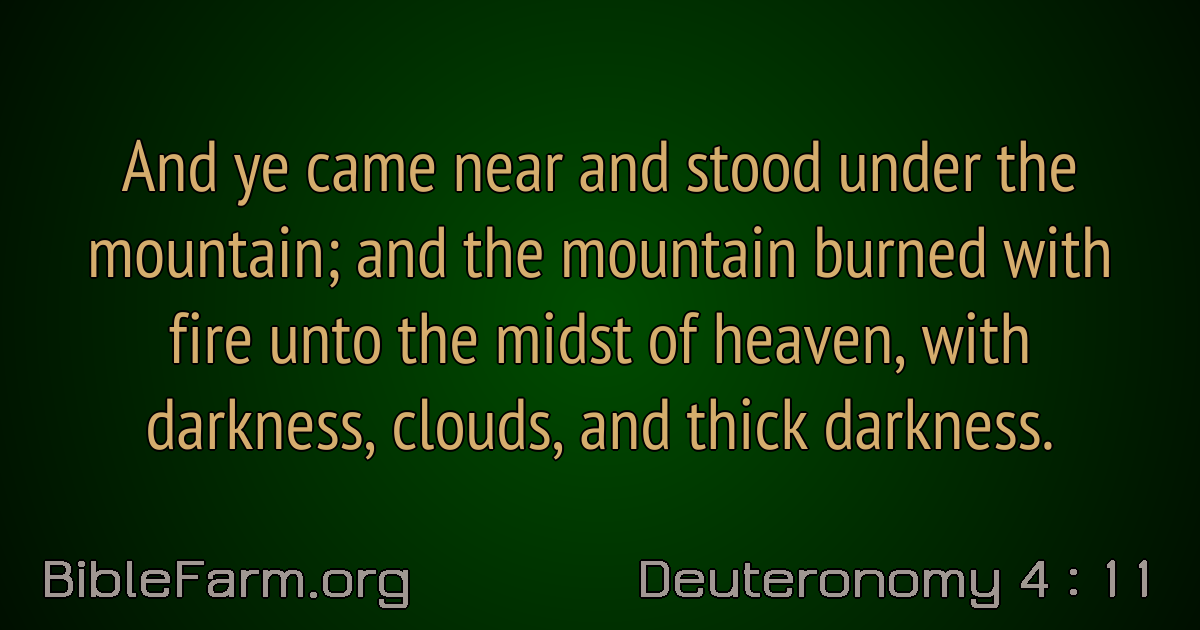 And ye came near and stood under the
mountain; and the mountain burned with
fire unto the midst of heaven, with
darkness, clouds, and thick darkness.
BibleFarm.org
Deuteronomy 4 : 11